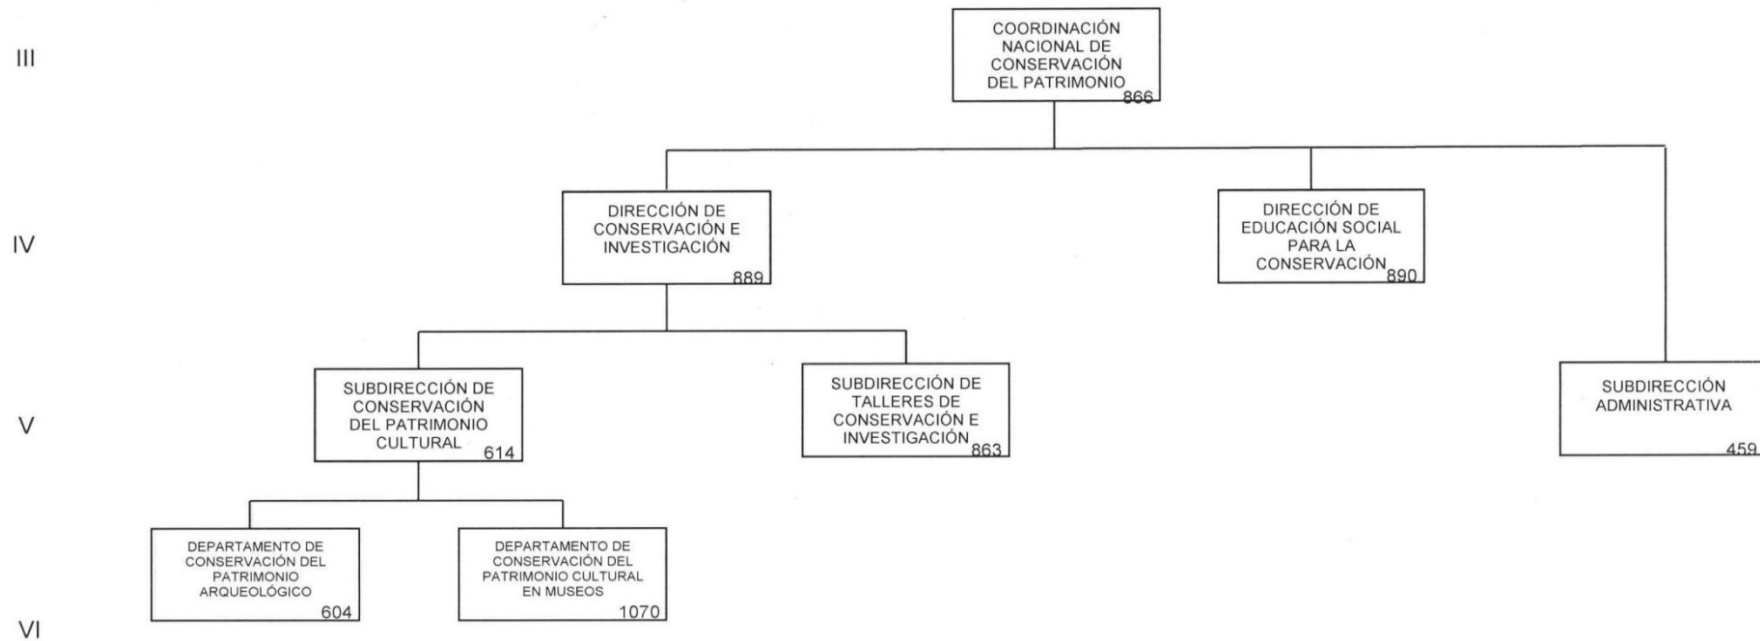 III
COORDINACIÓN
NACIONAL DE
CONSERVACIÓN
DEL PATRIMONIO
866
IV
DIRECCIÓN DE
CONSERVACIÓN E
INVESTIGACIÓN
889
DIRECCIÓN DE
EDUCACIÓN SOCIAL
PARA LA
CONSERVACIÓN
890
V
SUBDIRECCIÓN DE
CONSERVACIÓN
DEL PATRIMONIO
CULTURAL
614
SUBDIRECCIÓN DE
TALLERES DE
CONSERVACIÓN E
INVESTIGACIÓN
863
SUBDIRECCIÓN
ADMINISTRATIVA
459
DEPARTAMENTO DE
CONSERVACIÓN DEL
PATRIMONIO
ARQUEOLÓGICO
604
DEPARTAMENTO DE
CONSERVACIÓN DEL
PATRIMONIO CULTURAL
EN MUSEOS
1070
VI